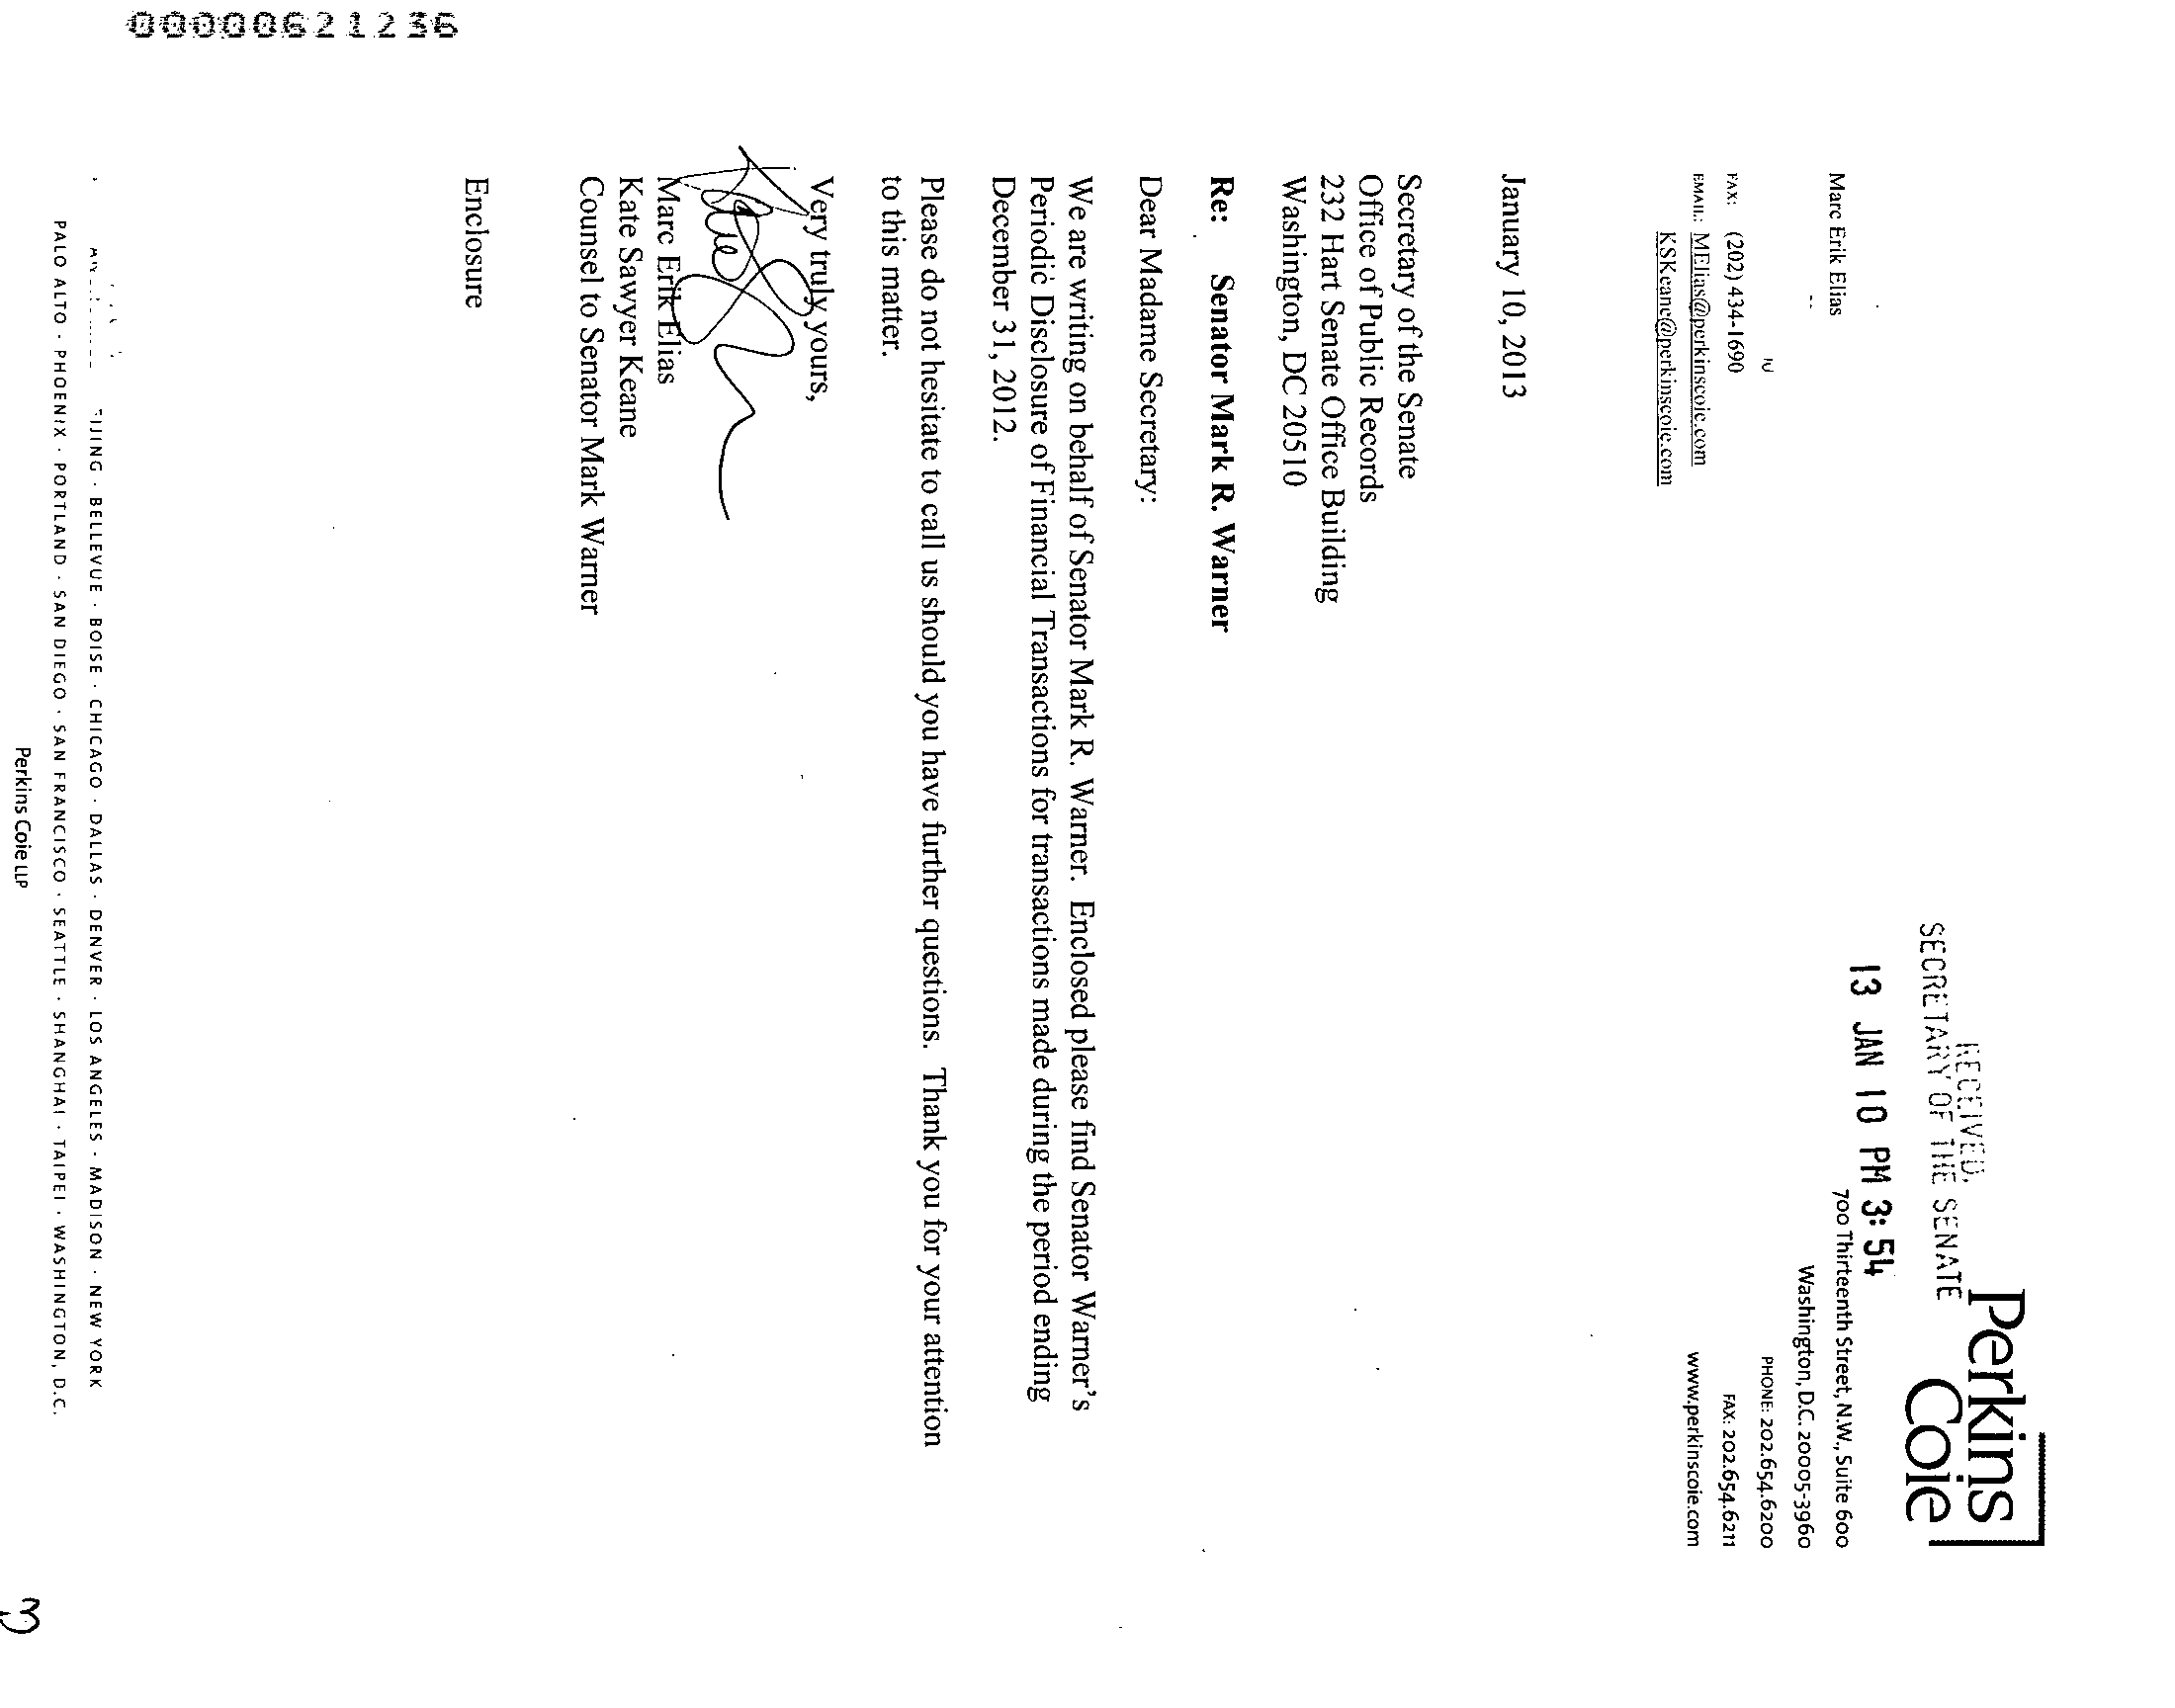 Perkins
Coie
RECEIVED
SECRETARY OF THE SENATE
13 JAN 10 PM 3:54
Marc Erik Elias
FAX: (202) 434-1690
EMAIL: MElias@perkinscoie.com
KSKeane@perkinscoie.com
700 Thirteenth Street, N.W., Suite 600
Washington, D.C. 20005-3960
PHONE: 202.654.6200
FAX: 202.654.6211
www.perkinscoie.com
January 10, 2013
Secretary of the Senate
Office of Public Records
232 Hart Senate Office Building
Washington, DC 20510
Re: Senator Mark R. Warner
Dear Madame Secretary:
We are writing on behalf of Senator Mark R. Warner. Enclosed please find Senator Warner's
Periodic Disclosure of Financial Transactions for transactions made during the period ending
December 31, 2012.
Please do not hesitate to call us should you have further questions. Thank you for your attention
to this matter.
Very truly yours,
Marc Erik Elias
Kate Sawyer Keane
Counsel to Senator Mark Warner
Enclosure
· BELLEVUE · BOISE · CHICAGO · DALLAS · DENVER · LOS ANGELES · MADISON · NEW YORK
PALO ALTO · PHOENIX · PORTLAND · SAN DIEGO · SAN FRANCISCO · SEATTLE · SHANGHAI · TAIPEI · WASHINGTON, D.C.
Perkins Coie LLP
3
00000621236